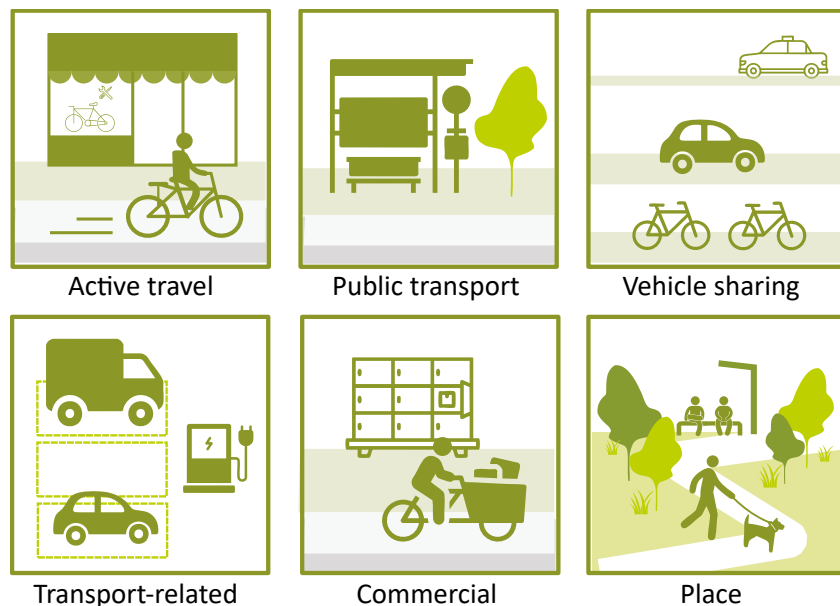 Active travel
Public transport
Vehicle sharing
Transport-related
Commercial
Place